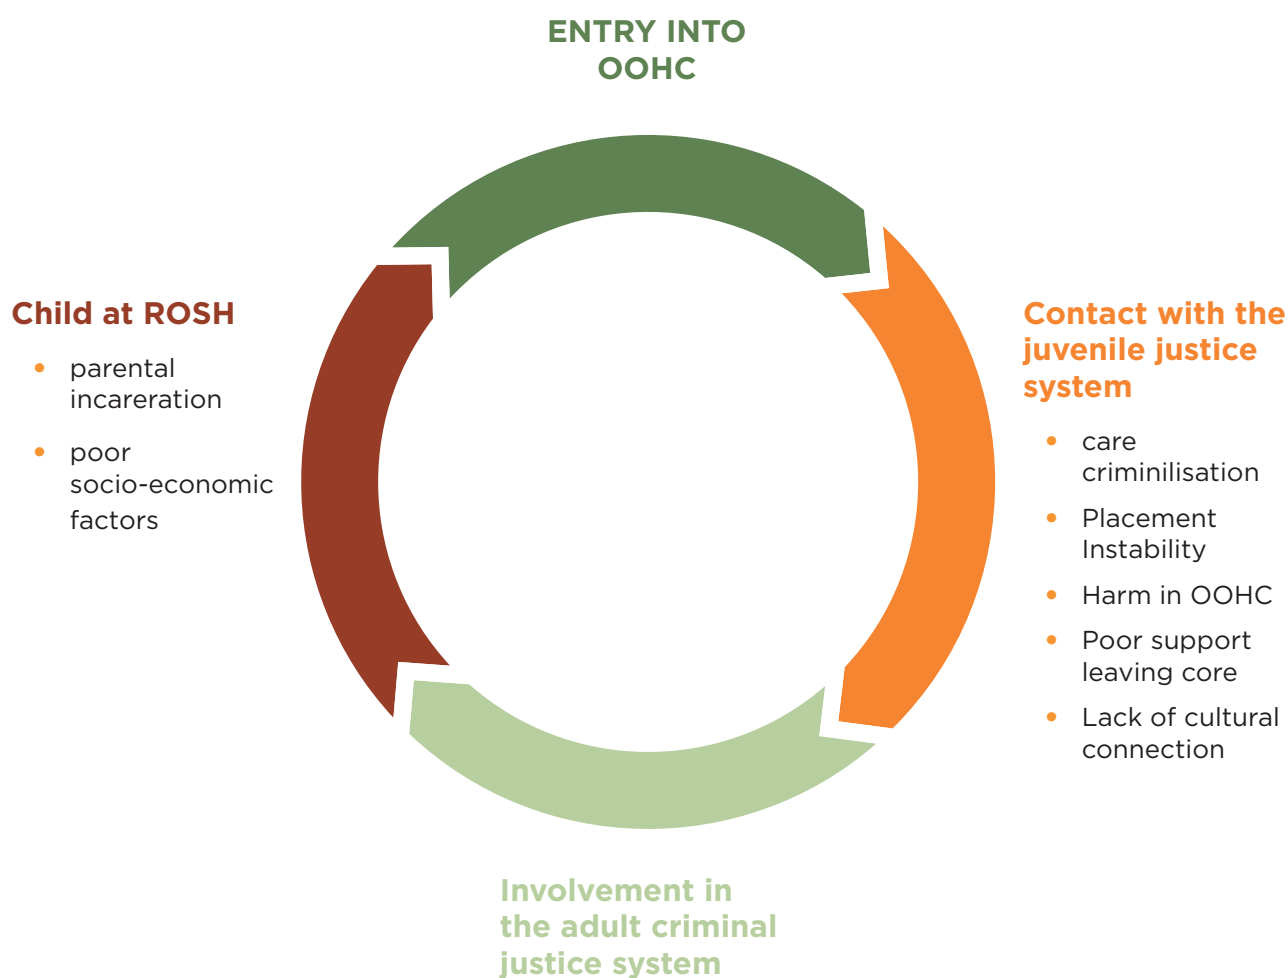 ENTRY INTO
OOHC
Child at ROSH
• parental
incareration
• poor
socio-economic
factors
Contact with the
juvenile justice
system
• care
criminilisation
• Placement
Instability
• Harm in OOHC
• Poor support
leaving core
• Lack of cultural
connection
Involvement in
the adult criminal
justice system